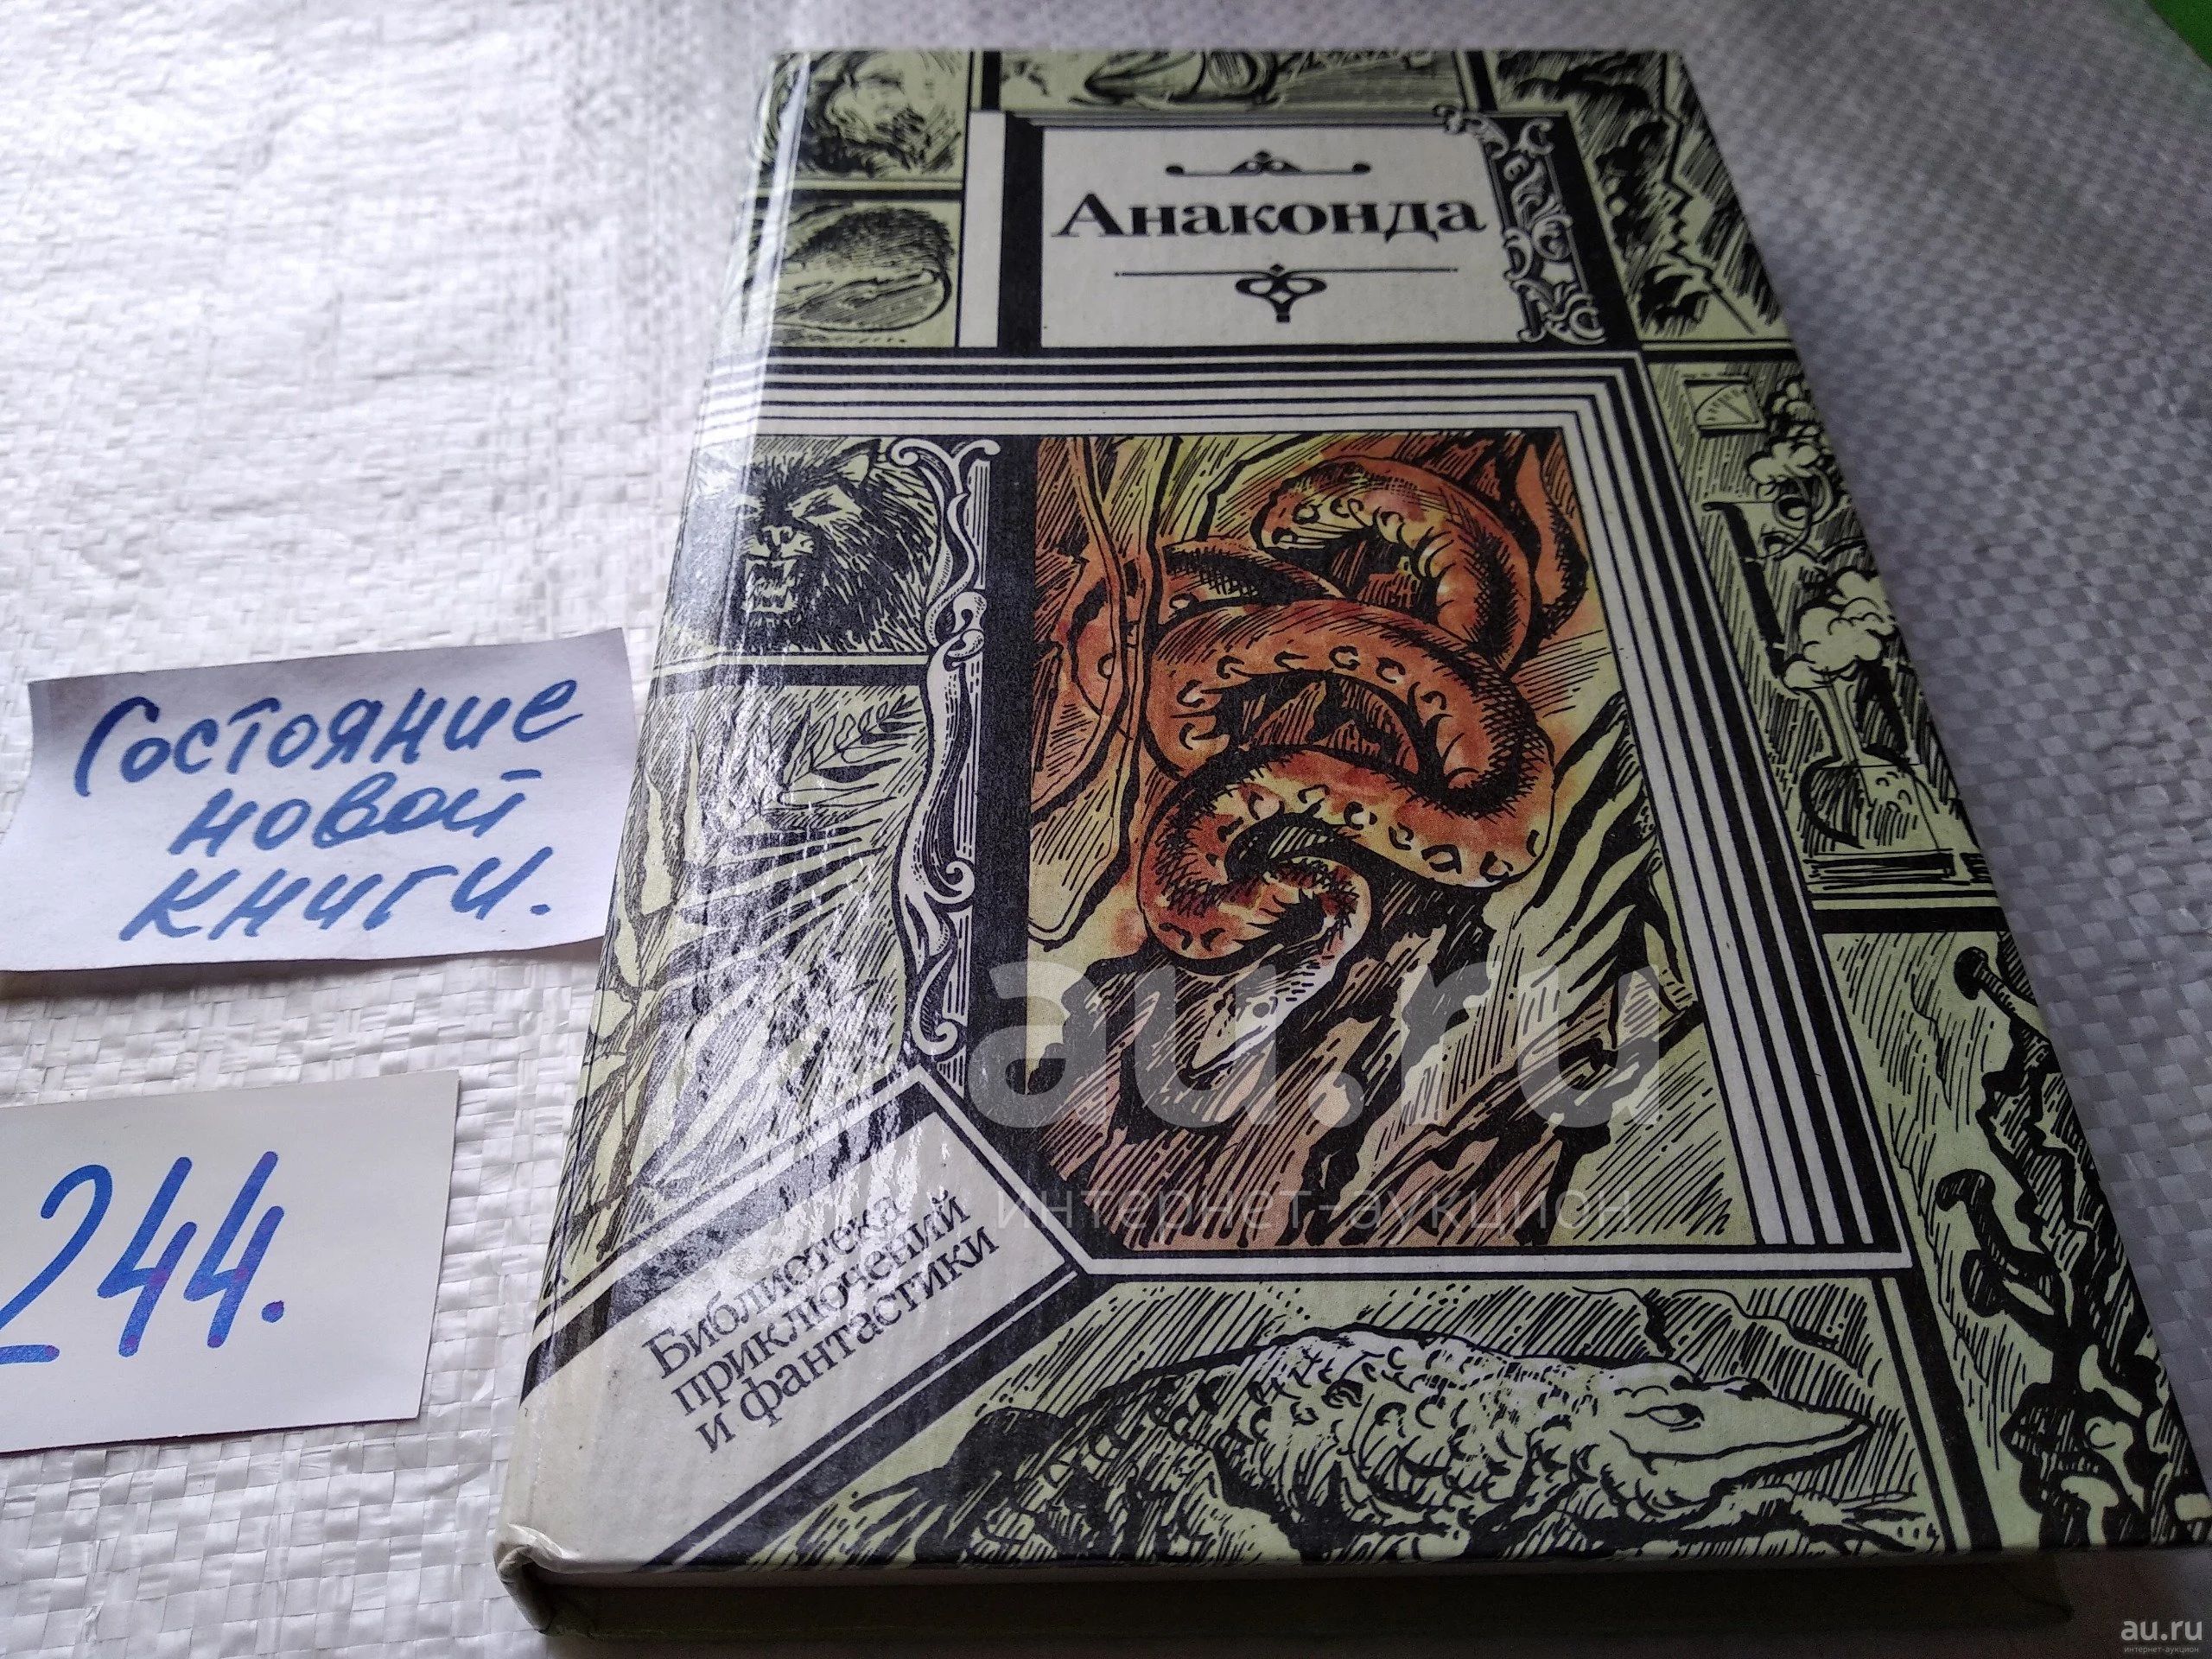 Анаконда
Состояние
новой
книги.
244.
Библиотека
приключений
и фантастики
au.ru
интернет-аукцион
au.ru
интернет-аукцион